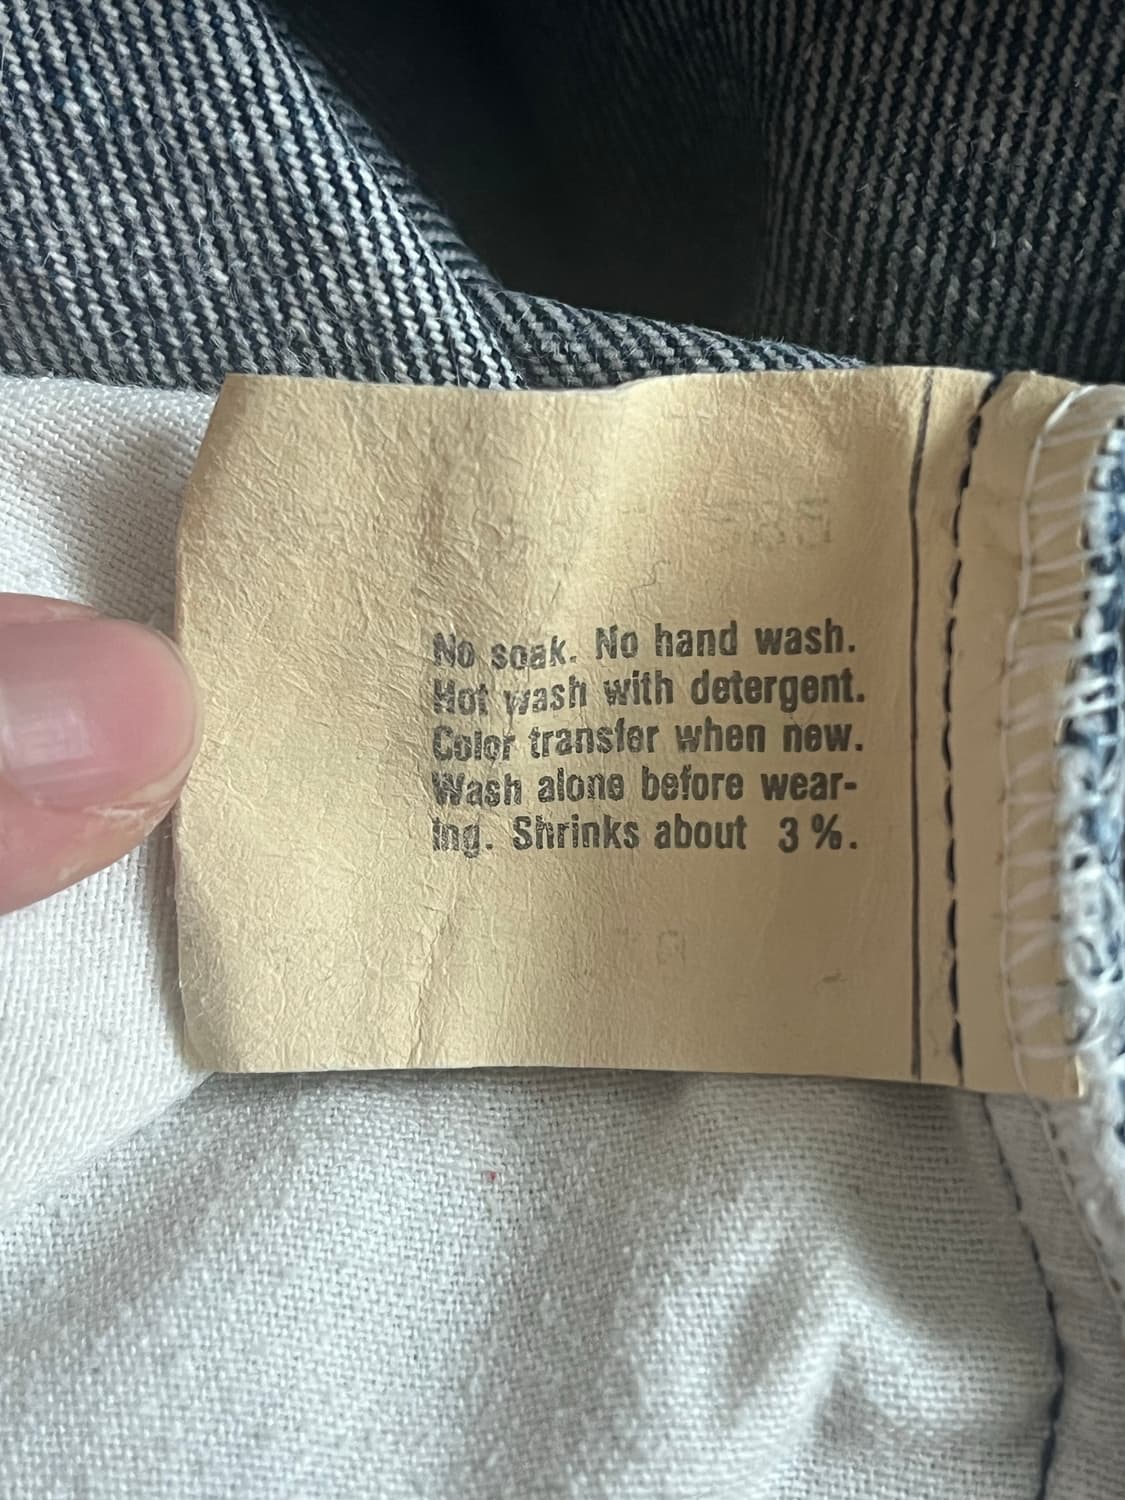 No soak. No hand wash.
Hot wash with detergent.
Color transfer when new.
Wash alone before wear-
ing. Shrinks about 3 %.